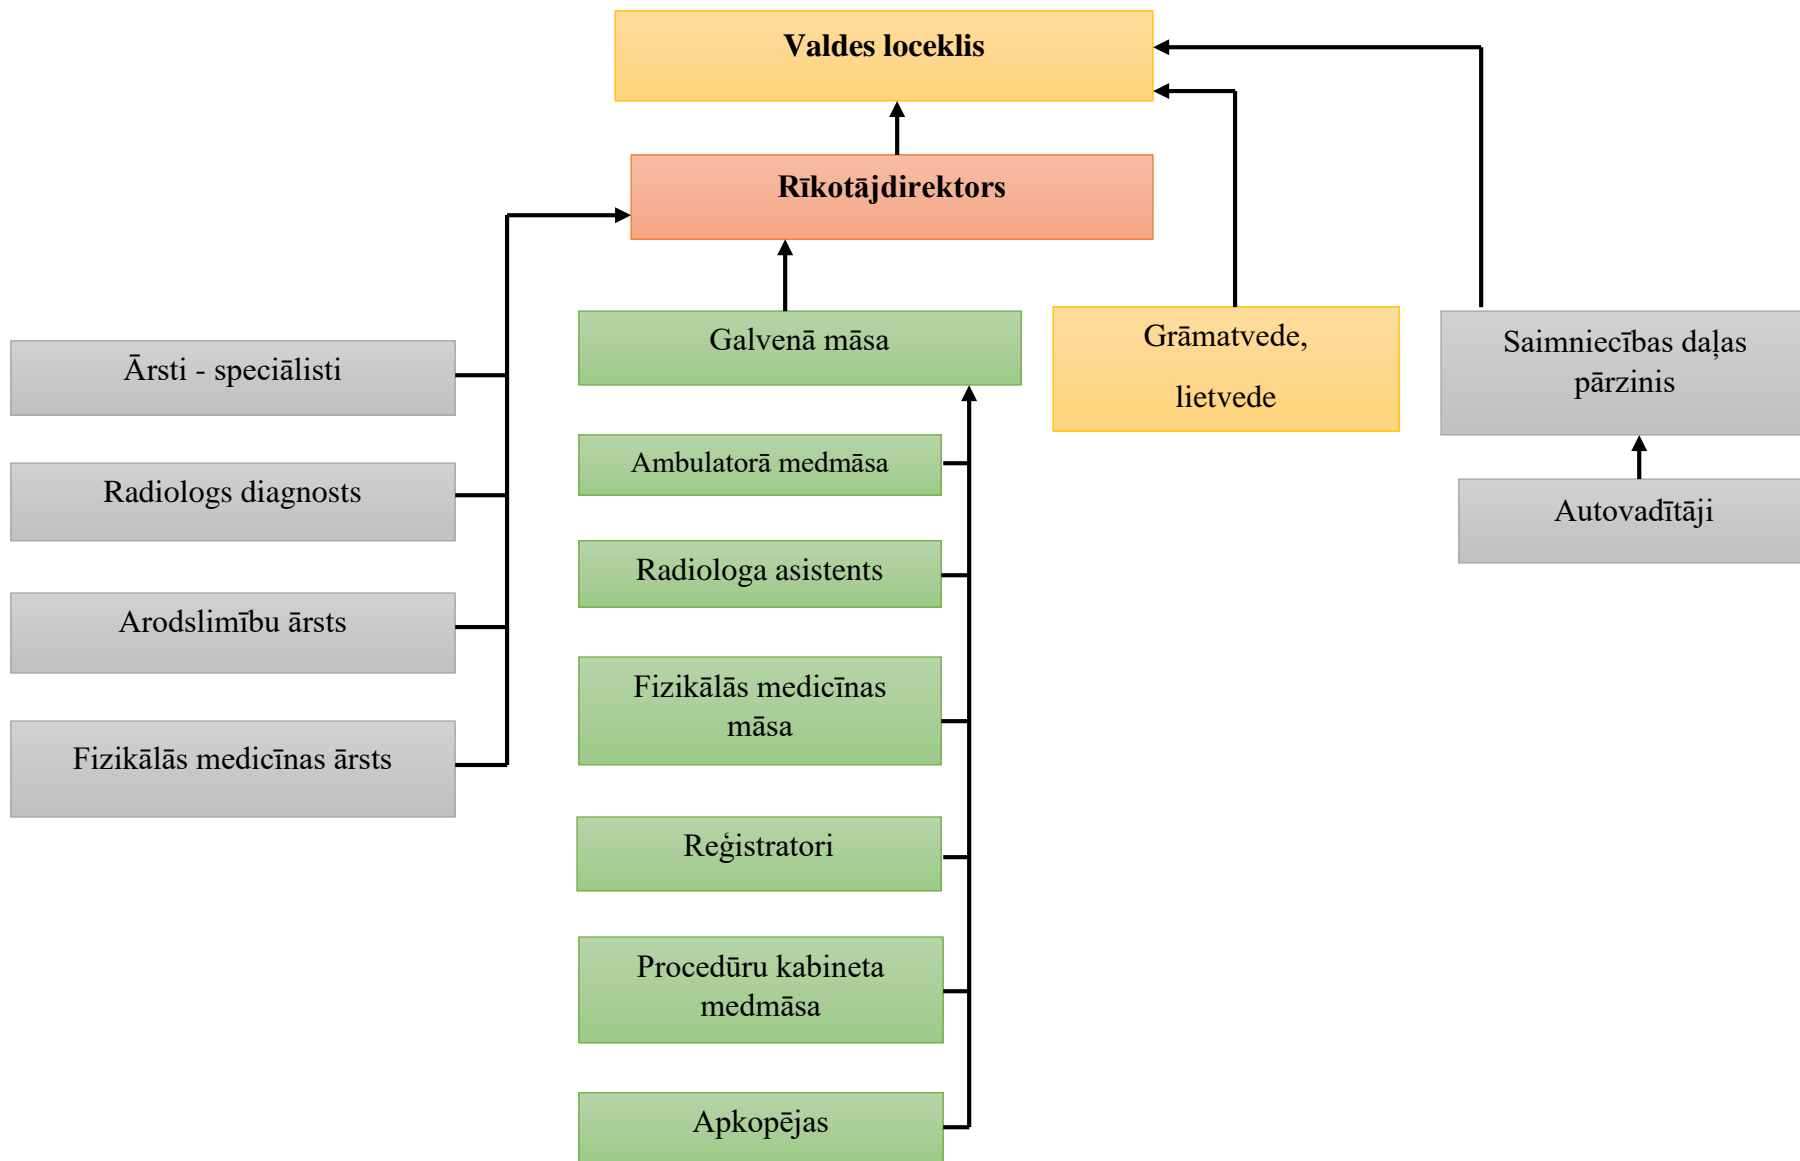 Valdes loceklis
Rīkotājdirektors
Galvenā māsa
Grāmatvede,
lietvede
Saimniecības daļas
pārzinis
Ārsti - speciālisti
Ambulatorā medmāsa
Radiologs diagnosts
Autovadītāji
Radiologa asistents
Arodslimību ārsts
Fizikālās medicīnas
māsa
Fizikālās medicīnas ārsts
Reģistratori
Procedūru kabineta
medmāsa
Apkopējas